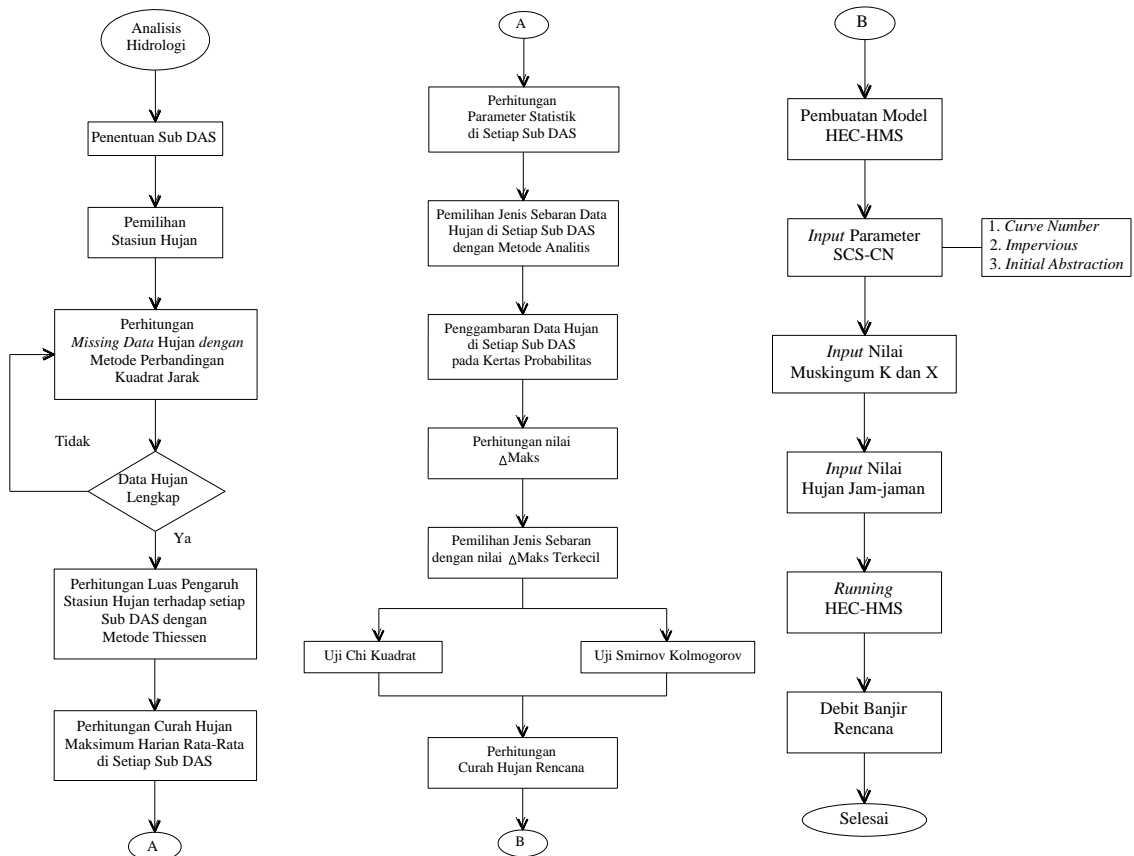 Analisis
Hidrologi
Penentuan Sub DAS
Pemilihan
Stasiun Hujan
Perhitungan
Missing Data Hujan dengan
Metode Perbandingan
Kuadrat Jarak
Tidak
Data Hujan
Lengkap
Ya
Perhitungan Luas Pengaruh
Stasiun Hujan terhadap setiap
Sub DAS dengan
Metode Thiessen
Perhitungan Curah Hujan
Maksimum Harian Rata-Rata
di Setiap Sub DAS
A
A
Perhitungan
Parameter Statistik
di Setiap Sub DAS
Pemilihan Jenis Sebaran Data
Hujan di Setiap Sub DAS
dengan Metode Analitis
Penggambaran Data Hujan
di Setiap Sub DAS
pada Kertas Probabilitas
Perhitungan nilai
ΔMaks
Pemilihan Jenis Sebaran
dengan nilai ΔMaks Terkecil
Uji Chi Kuadrat
Uji Smirnov Kolmogorov
Perhitungan
Curah Hujan Rencana
B
B
Pembuatan Model
HEC-HMS
Input Parameter
SCS-CN
1. Curve Number
2. Impervious
3. Initial Abstraction
Input Nilai
Muskingum K dan X
Input Nilai
Hujan Jam-jaman
Running
HEC-HMS
Debit Banjir
Rencana
Selesai